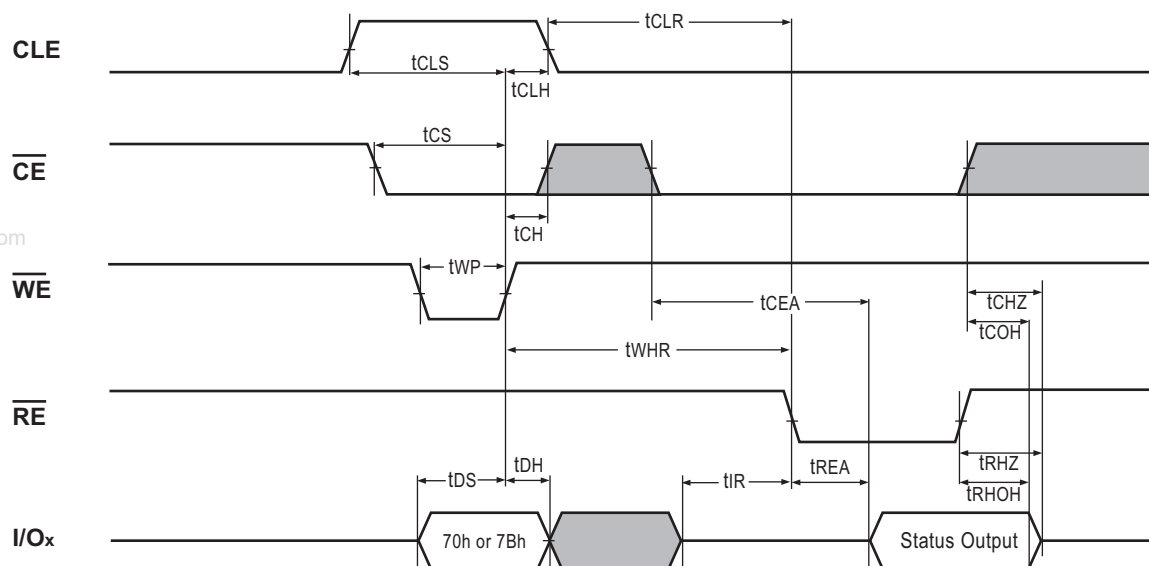 tCLR
CLE
tCLS
tCLH
tCS
CE
tCH
om
tWP
WE
tCEA
tCHZ
tCOH
tWHR
RE
tDH
tREA
tRHZ
tDS
tIR
tRHOH
I/Ox
70h or 7Bh
Status Output